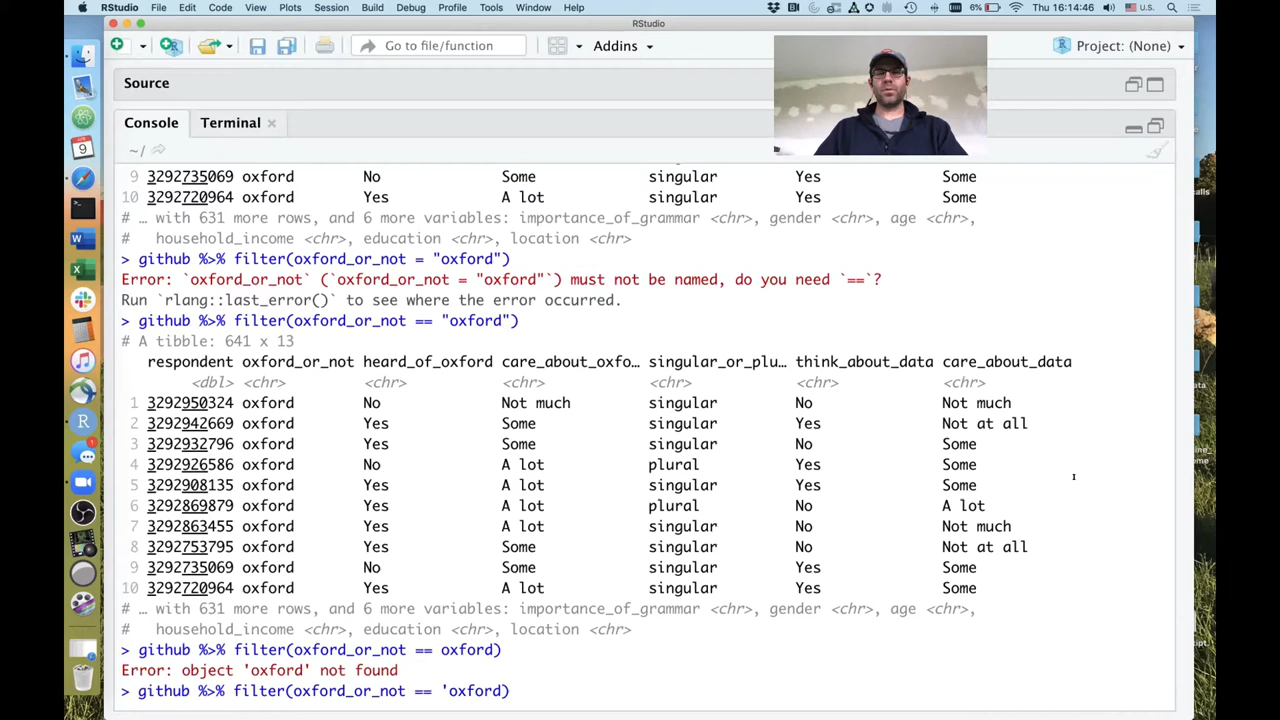 RStudio File Edit Code View Plots Session Build Debug Profile Tools Window Help 6% Thu 16:14:46 U.S.
RStudio
Go to file/function Addins Project: (None)
Source
Console Terminal
~/
9 3292735069 oxford No Some singular Yes Some
10 3292720964 oxford Yes A lot singular Yes Some
# … with 631 more rows, and 6 more variables: importance_of_grammar <chr>, gender <chr>, age <chr>,
# household_income <chr>, education <chr>, location <chr>
> github %>% filter(oxford_or_not = "oxford")
Error: `oxford_or_not` (`oxford_or_not = "oxford"`) must not be named, do you need `==`?
Run `rlang::last_error()` to see where the error occurred.
> github %>% filter(oxford_or_not == "oxford")
# A tibble: 641 x 13
respondent oxford_or_not heard_of_oxford care_about_oxfo… singular_or_plu… think_about_data care_about_data
<dbl> <chr> <chr> <chr> <chr> <chr> <chr>
1 3292950324 oxford No Not much singular No Not much
2 3292942669 oxford Yes Some singular Yes Not at all
3 3292932796 oxford Yes Some singular No Some
4 3292926586 oxford No A lot plural Yes Some
5 3292908135 oxford Yes A lot singular Yes Some
6 3292869879 oxford Yes A lot plural No A lot
7 3292863455 oxford Yes A lot singular No Not much
8 3292753795 oxford Yes Some singular No Not at all
9 3292735069 oxford No Some singular Yes Some
10 3292720964 oxford Yes A lot singular Yes Some
# … with 631 more rows, and 6 more variables: importance_of_grammar <chr>, gender <chr>, age <chr>,
# household_income <chr>, education <chr>, location <chr>
> github %>% filter(oxford_or_not == oxford)
Error: object 'oxford' not found
> github %>% filter(oxford_or_not == 'oxford)